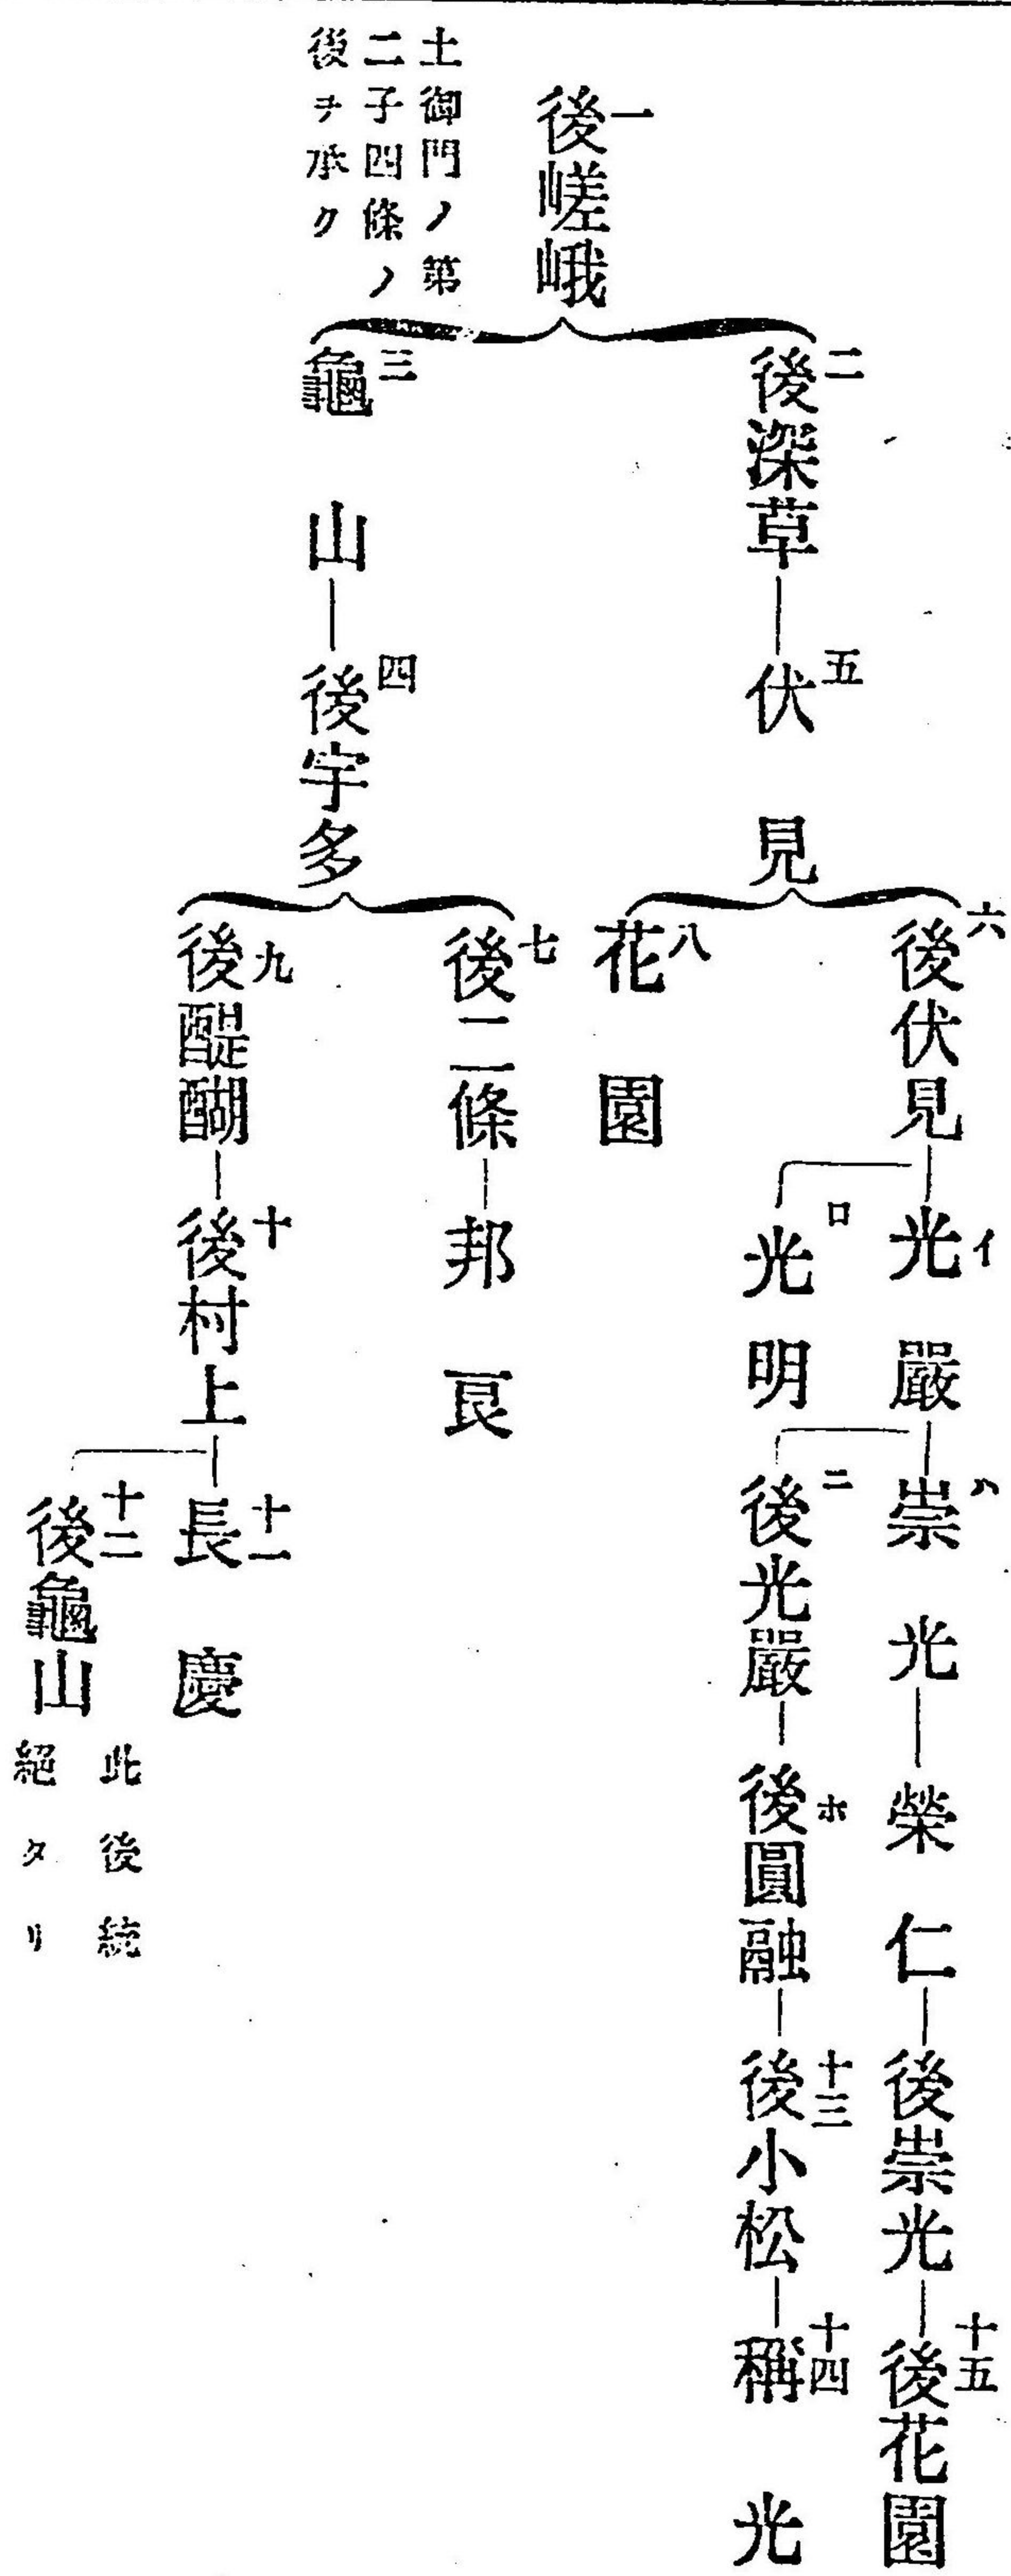 一
後嵯峨
土御門ノ第
二子四條ノ
後ヲ承ク
二
後深草
五
伏見
六
後伏見
イ
光嚴
ハ
崇光
榮仁
後崇光
十五
後花園
ロ
光明
ニ
後光嚴
ホ
後圓融
十三
後小松
十四
稱光
八
花園
三
龜山
四
後宇多
七
後二條
邦良
九
後醍醐
十
後村上
十一
長慶
十二
後龜山
此後統
絕タリ